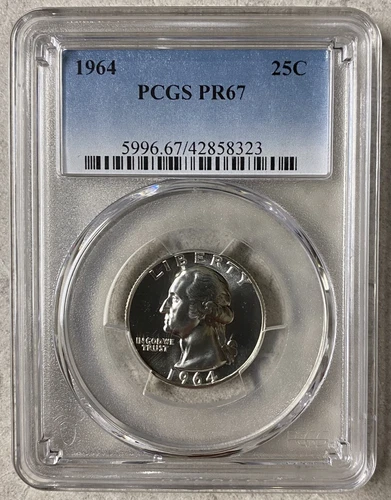 1964 25C
PCGS PR67
5996.67/42858323
LIBERTY
IN GOD WE
TRUST
1964